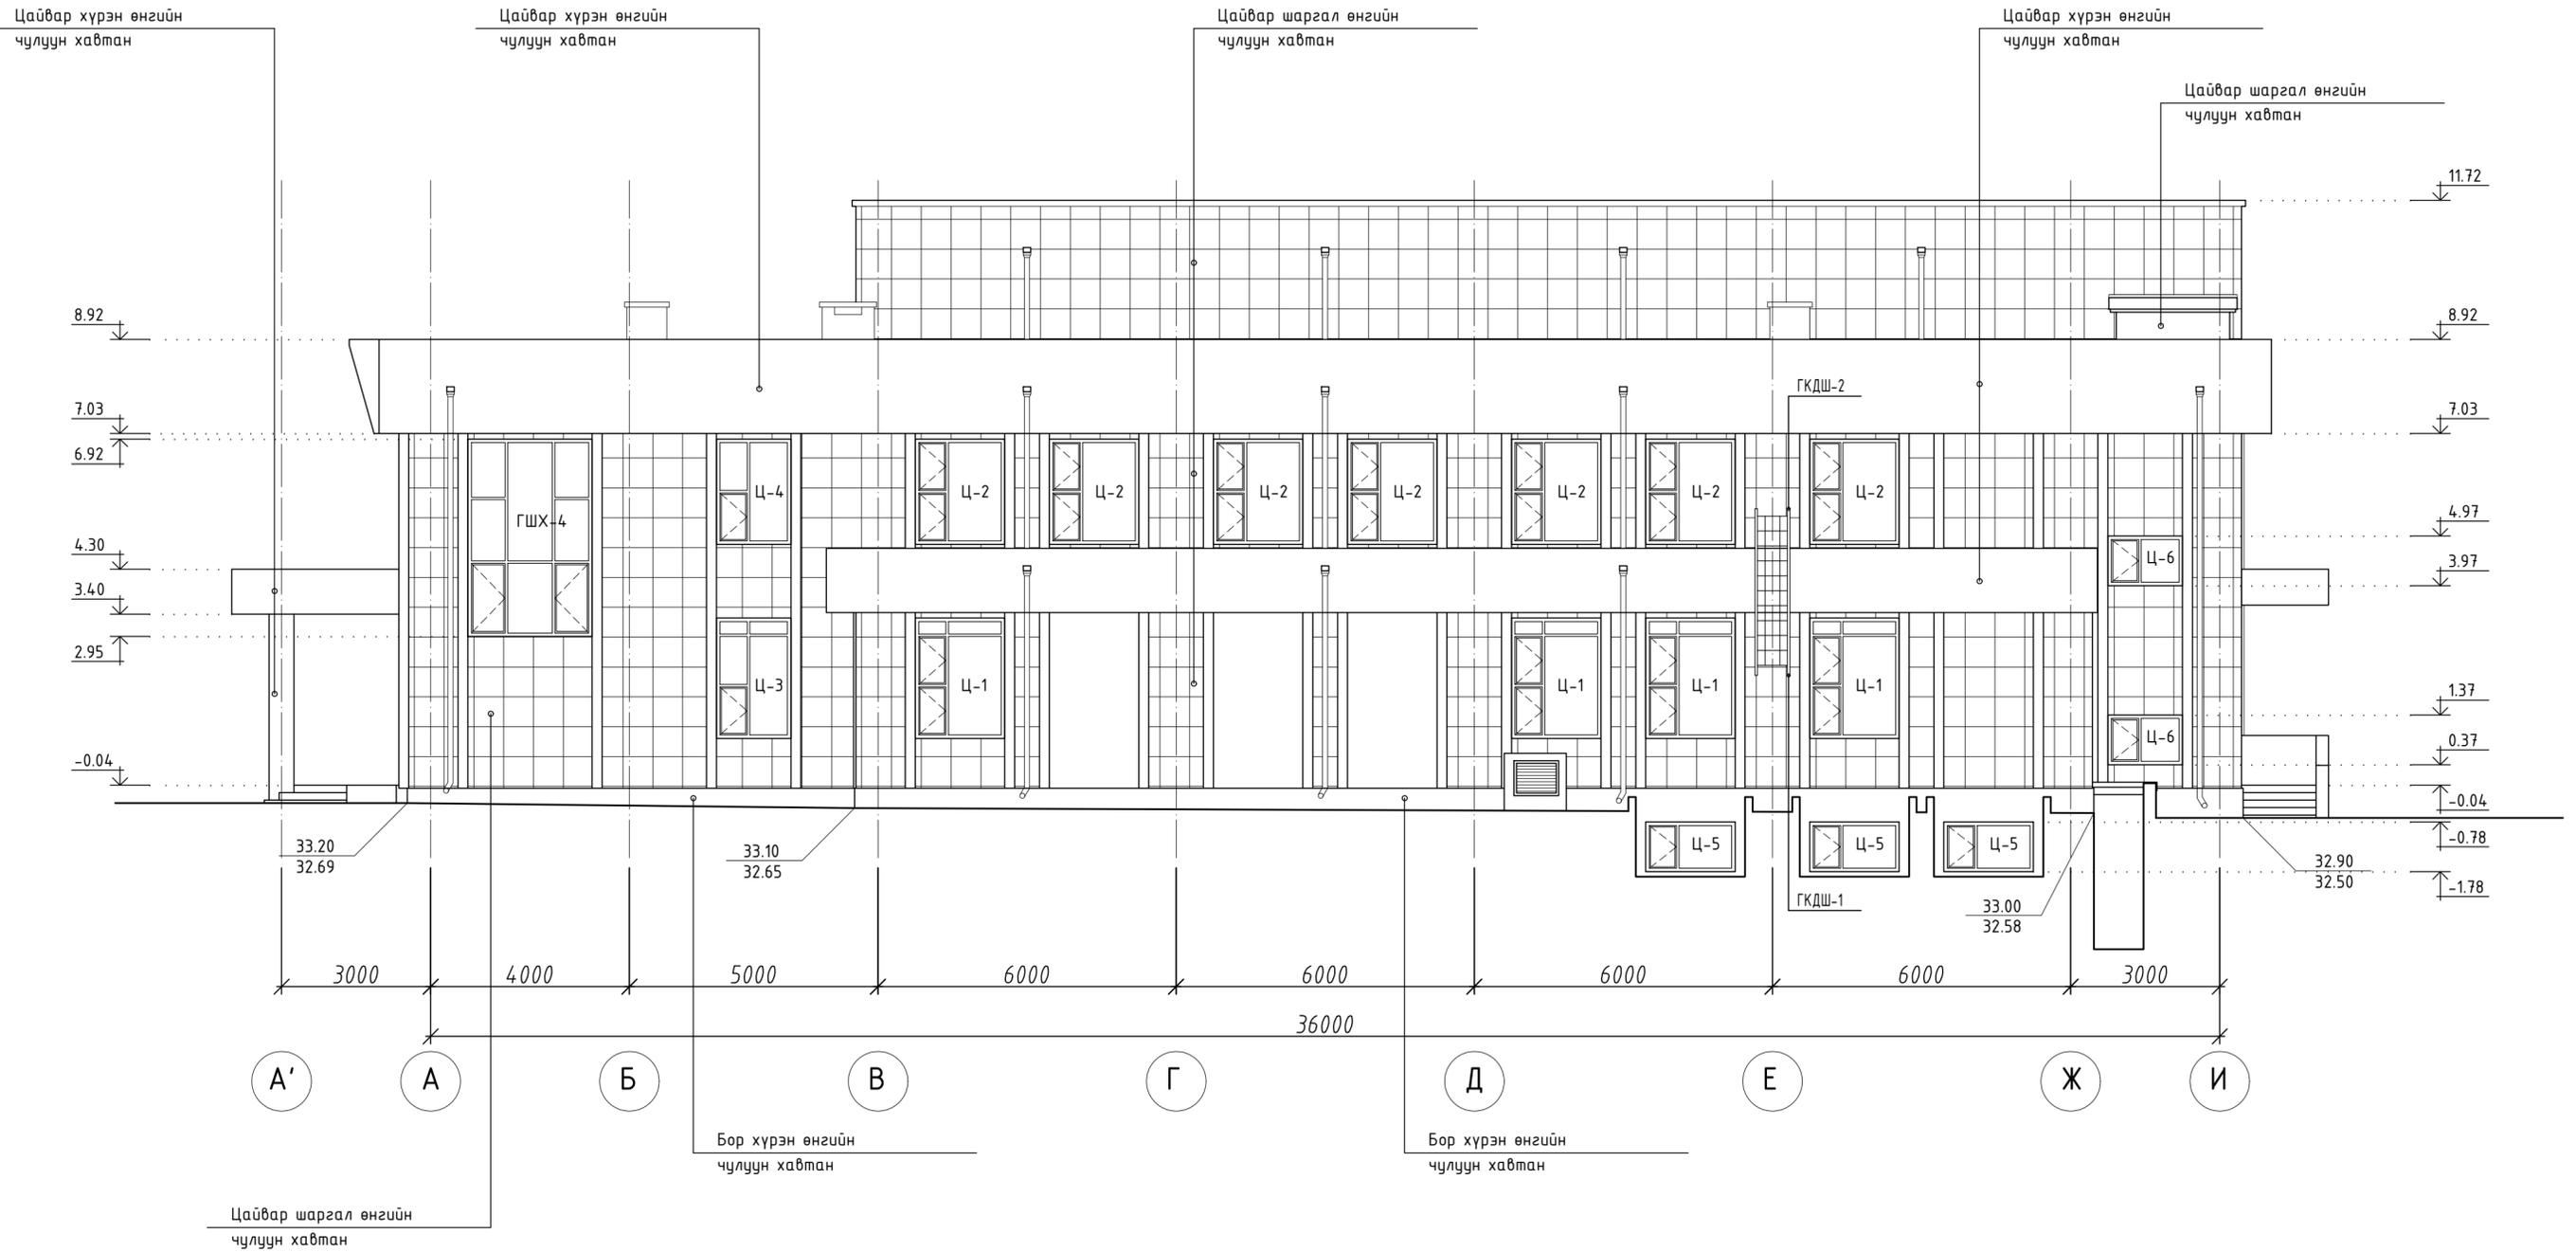 Цайвар хүрэн өнгийн
чулуун хавтан
Цайвар хүрэн өнгийн
чулуун хавтан
Цайвар шаргал өнгийн
чулуун хавтан
Цайвар хүрэн өнгийн
чулуун хавтан
Цайвар шаргал өнгийн
чулуун хавтан
11.72
8.92
8.92
ГКДШ-2
7.03
7.03
6.92
Ц-4
Ц-2
Ц-2
Ц-2
Ц-2
Ц-2
Ц-2
Ц-2
ГШХ-4
4.97
4.30
Ц-6
3.97
3.40
2.95
Ц-3
Ц-1
Ц-1
Ц-1
Ц-1
1.37
Ц-6
0.37
-0.04
-0.04
33.20
32.69
33.10
32.65
Ц-5
Ц-5
Ц-5
-0.78
32.90
32.50
-1.78
ГКДШ-1
33.00
32.58
3000
4000
5000
6000
6000
6000
6000
3000
36000
А'
А
Б
В
Г
Д
Е
Ж
И
Бор хүрэн өнгийн
чулуун хавтан
Бор хүрэн өнгийн
чулуун хавтан
Цайвар шаргал өнгийн
чулуун хавтан